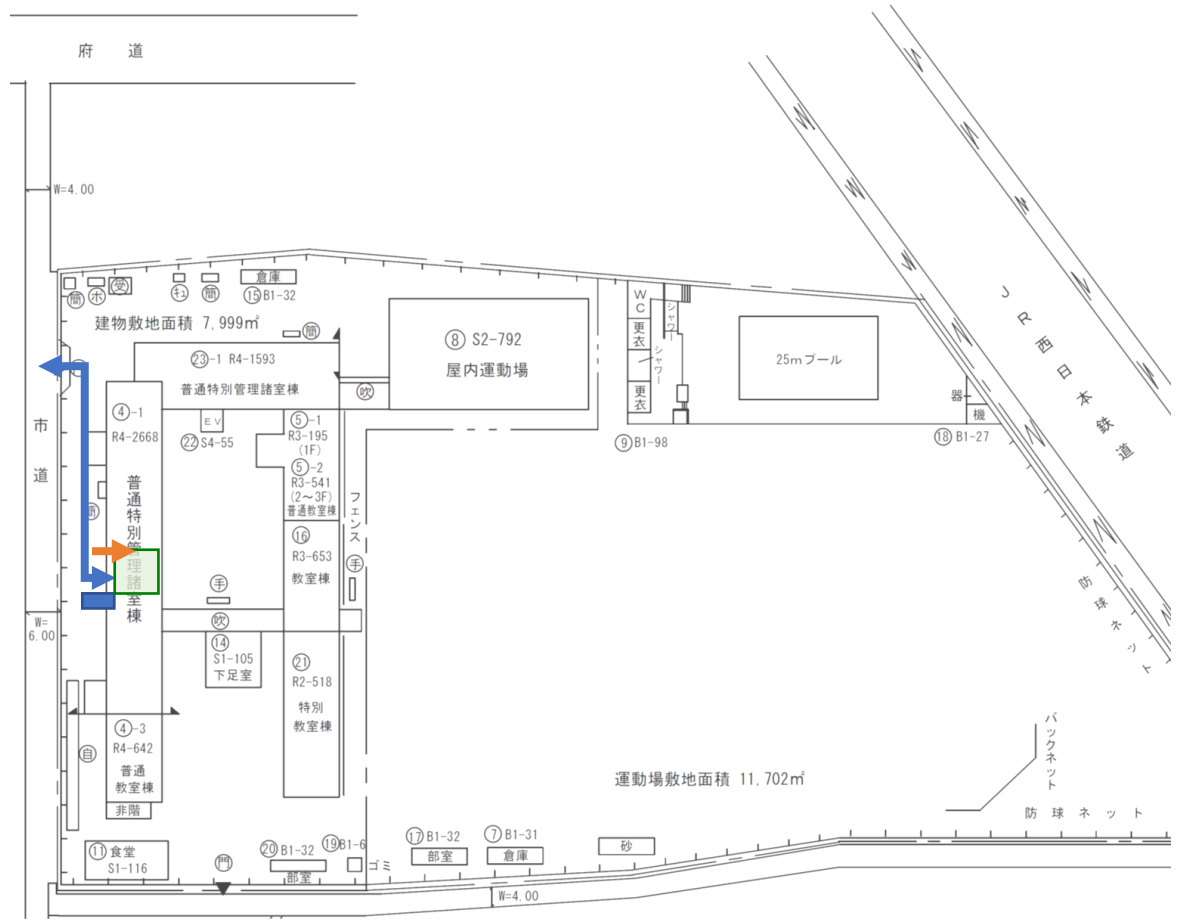 府 道
W=4.00
簡
ホ
受
ｷｭ
簡
倉庫
⑮B1-32
建物敷地面積 7,999㎡
簡
㉓-1 R4-1593
普通特別管理諸室棟
吹
⑧ S2-792
屋内運動場
WC
更衣
更衣
シャワー
シャワー
25mプール
器
機
⑨B1-98
⑱B1-27
JR西日本鉄道
市道
④-1
R4-2668
普通特別管理諸室棟
EV
㉒S4-55
⑤-1
R3-195
(1F)
⑤-2
R3-541
(2～3F)
普通教室棟
フェンス
簡
⑯
R3-653
教室棟
手
手
吹
W=
6.00
⑭
S1-105
下足室
㉑
R2-518
特別
教室棟
防球ネット
④-3
R4-642
普通
教室棟
非階
自
バックネット
運動場敷地面積 11,702㎡
防球ネット
⑪食堂
S1-116
門
⑳B1-32
部室
⑲B1-6
ゴミ
⑰B1-32
部室
⑦B1-31
倉庫
砂
W=4.00